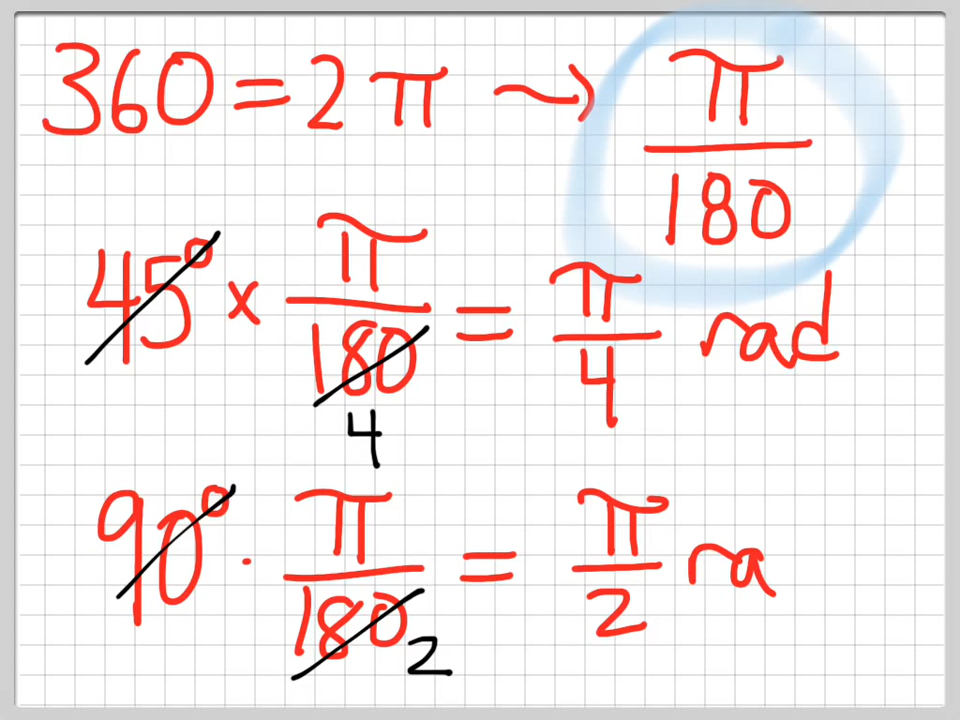 360 = 2π → π/180
45° × π/180 = π/4 rad
4
90° · π/180 = π/2 ra
2